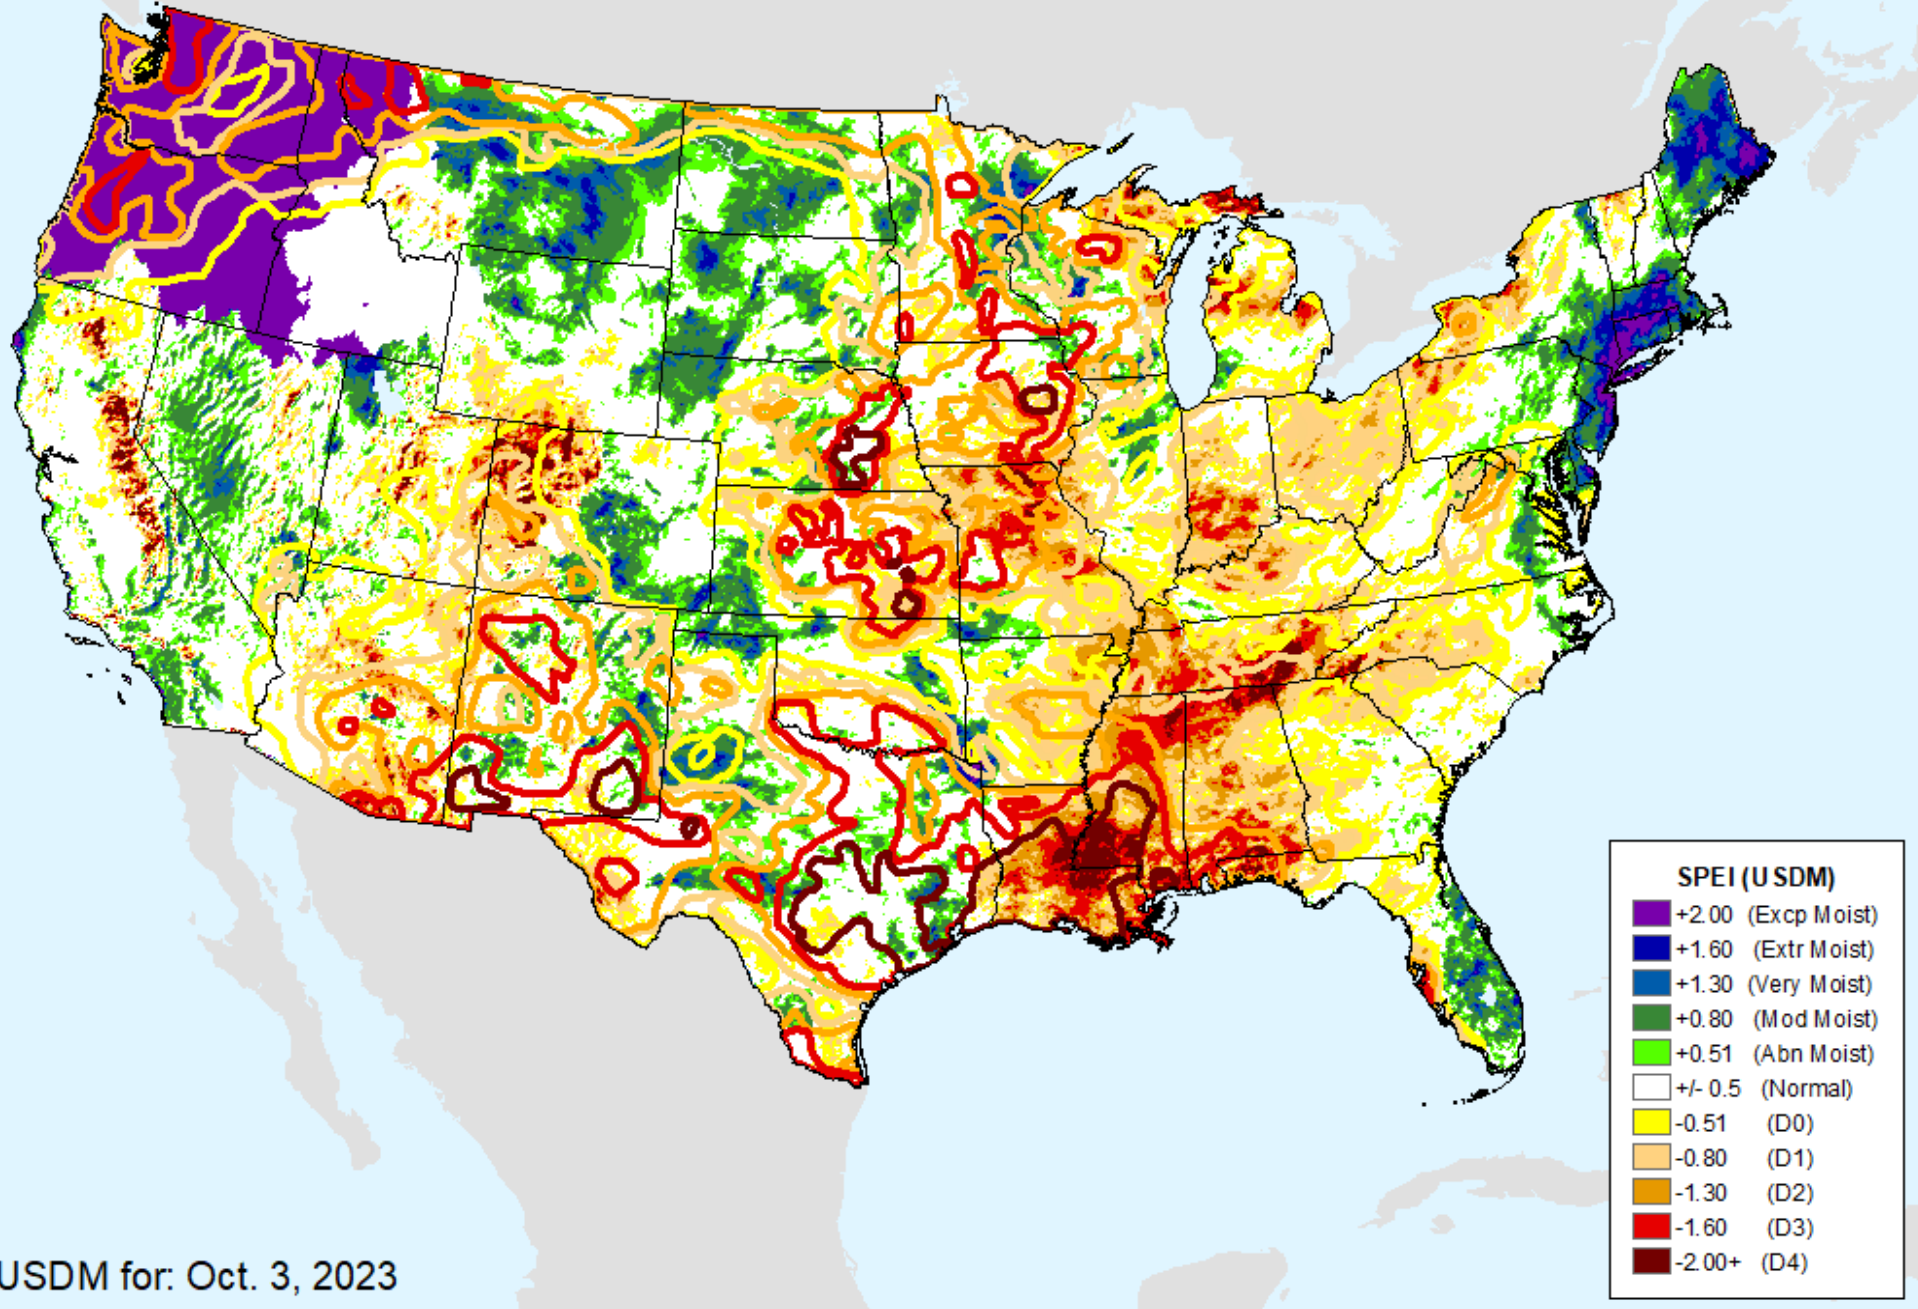 SPEI (USDM)
+2.00 (Excp Moist)
+1.60 (Extr Moist)
+1.30 (Very Moist)
+0.80 (Mod Moist)
+0.51 (Abn Moist)
+/- 0.5 (Normal)
-0.51 (D0)
-0.80 (D1)
-1.30 (D2)
-1.60 (D3)
-2.00+ (D4)
USDM for: Oct. 3, 2023